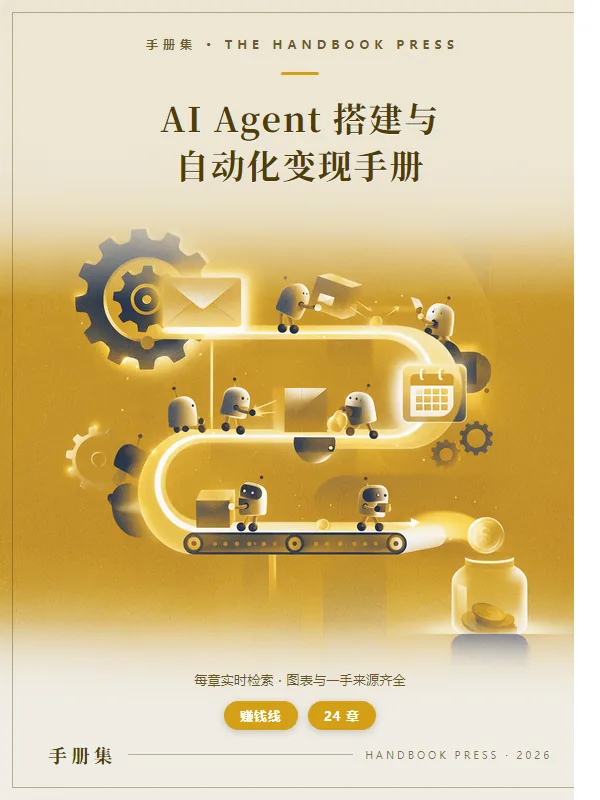 手册集 • THE HANDBOOK PRESS
AI Agent 搭建与
自动化变现手册
每章实时检索 · 图表与一手来源齐全
赚钱线 24 章
手册集 HANDBOOK PRESS · 2026